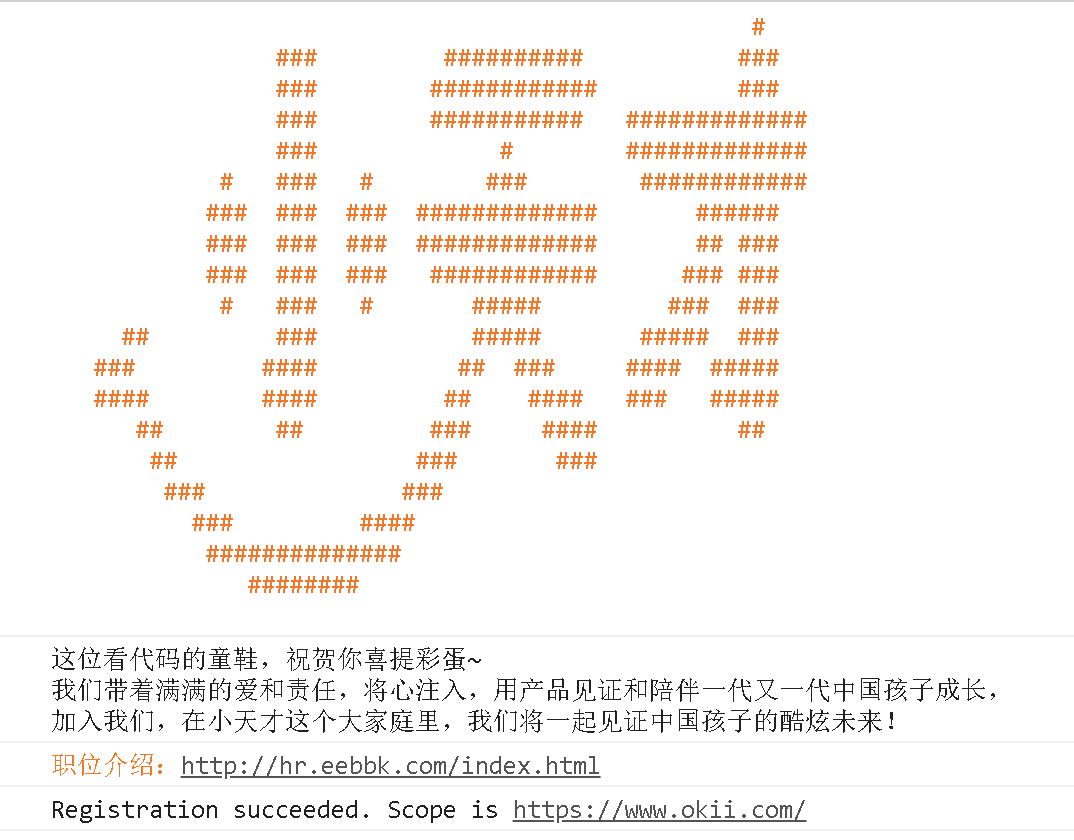 小天才
这位看代码的童鞋，祝贺你喜提彩蛋~
我们带着满满的爱和责任，将心注入，用产品见证和陪伴一代又一代中国孩子成长，
加入我们，在小天才这个大家庭里，我们将一起见证中国孩子的酷炫未来!
职位介绍：http://hr.eebbk.com/index.html
Registration succeeded. Scope is https://www.okii.com/